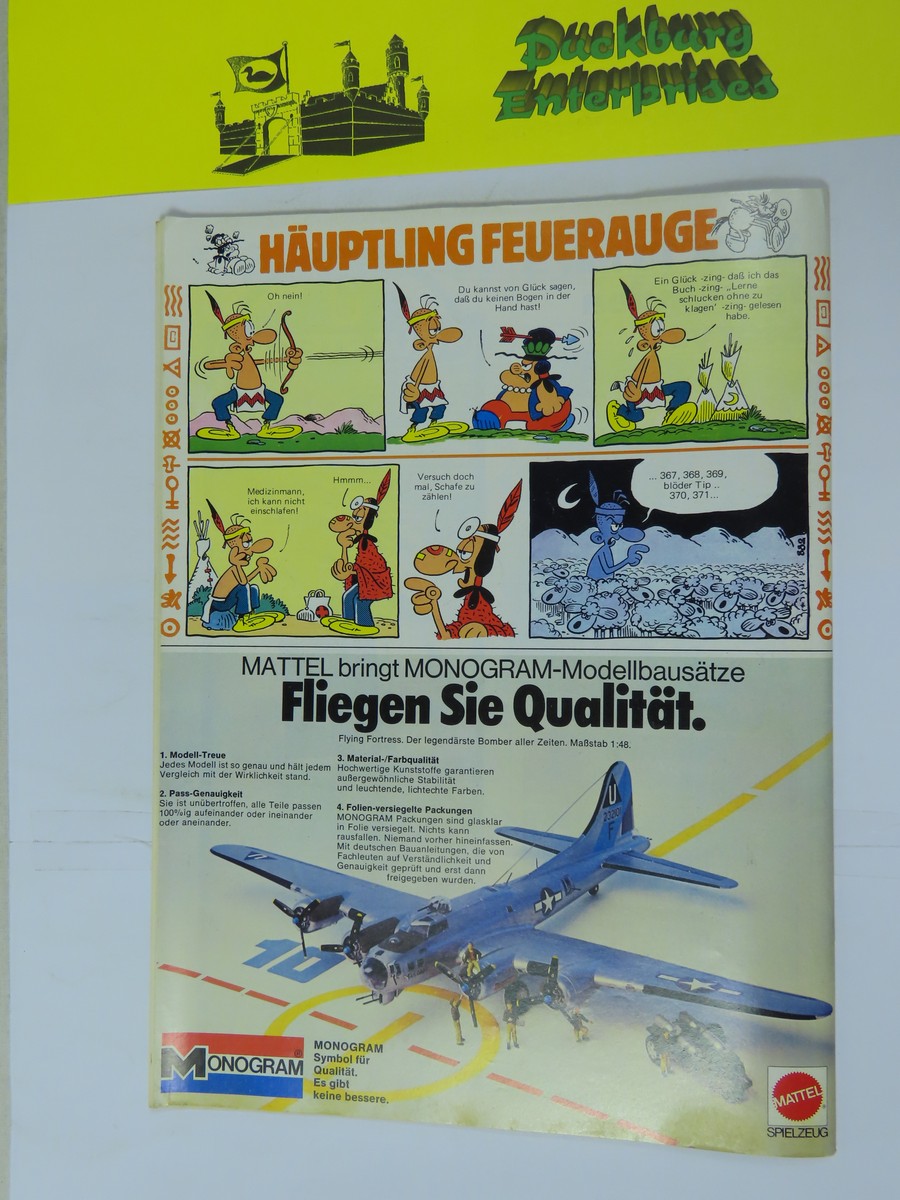 Duckburg
Enterprises
HÄUPTLING FEUERAUGE
Oh nein!
Du kannst von Glück sagen,
daß du keinen Bogen in der
Hand hast!
Ein Glück -zing- daß ich das
Buch -zing- „Lerne
schlucken ohne zu
klagen' -zing- gelesen
habe.
Medizinmann,
ich kann nicht
einschlafen!
Hmmm...
Versuch doch
mal, Schafe zu
zählen!
... 367, 368, 369,
blöder Tip ..
370, 371...
882
MATTEL bringt MONOGRAM-Modellbausätze
Fliegen Sie Qualität.
Flying Fortress. Der legendärste Bomber aller Zeiten. Maßstab 1:48.
1. Modell-Treue
Jedes Modell ist so genau und hält jedem
Vergleich mit der Wirklichkeit stand.
2. Pass-Genauigkeit
Sie ist unübertroffen, alle Teile passen
100%ig aufeinander oder ineinander
oder aneinander.
3. Material-/Farbqualität
Hochwertige Kunststoffe garantieren
außergewöhnliche Stabilität
und leuchtende, lichtechte Farben.
4. Folien-versiegelte Packungen
MONOGRAM Packungen sind glasklar
in Folie versiegelt. Nichts kann
rausfallen. Niemand vorher hineinfassen.
Mit deutschen Bauanleitungen, die von
Fachleuten auf Verständlichkeit und
Genauigkeit geprüft und erst dann
freigegeben wurden.
U
F
10
MONOGRAM®
MONOGRAM
Symbol für
Qualität.
Es gibt
keine bessere.
MATTEL
SPIELZEUG